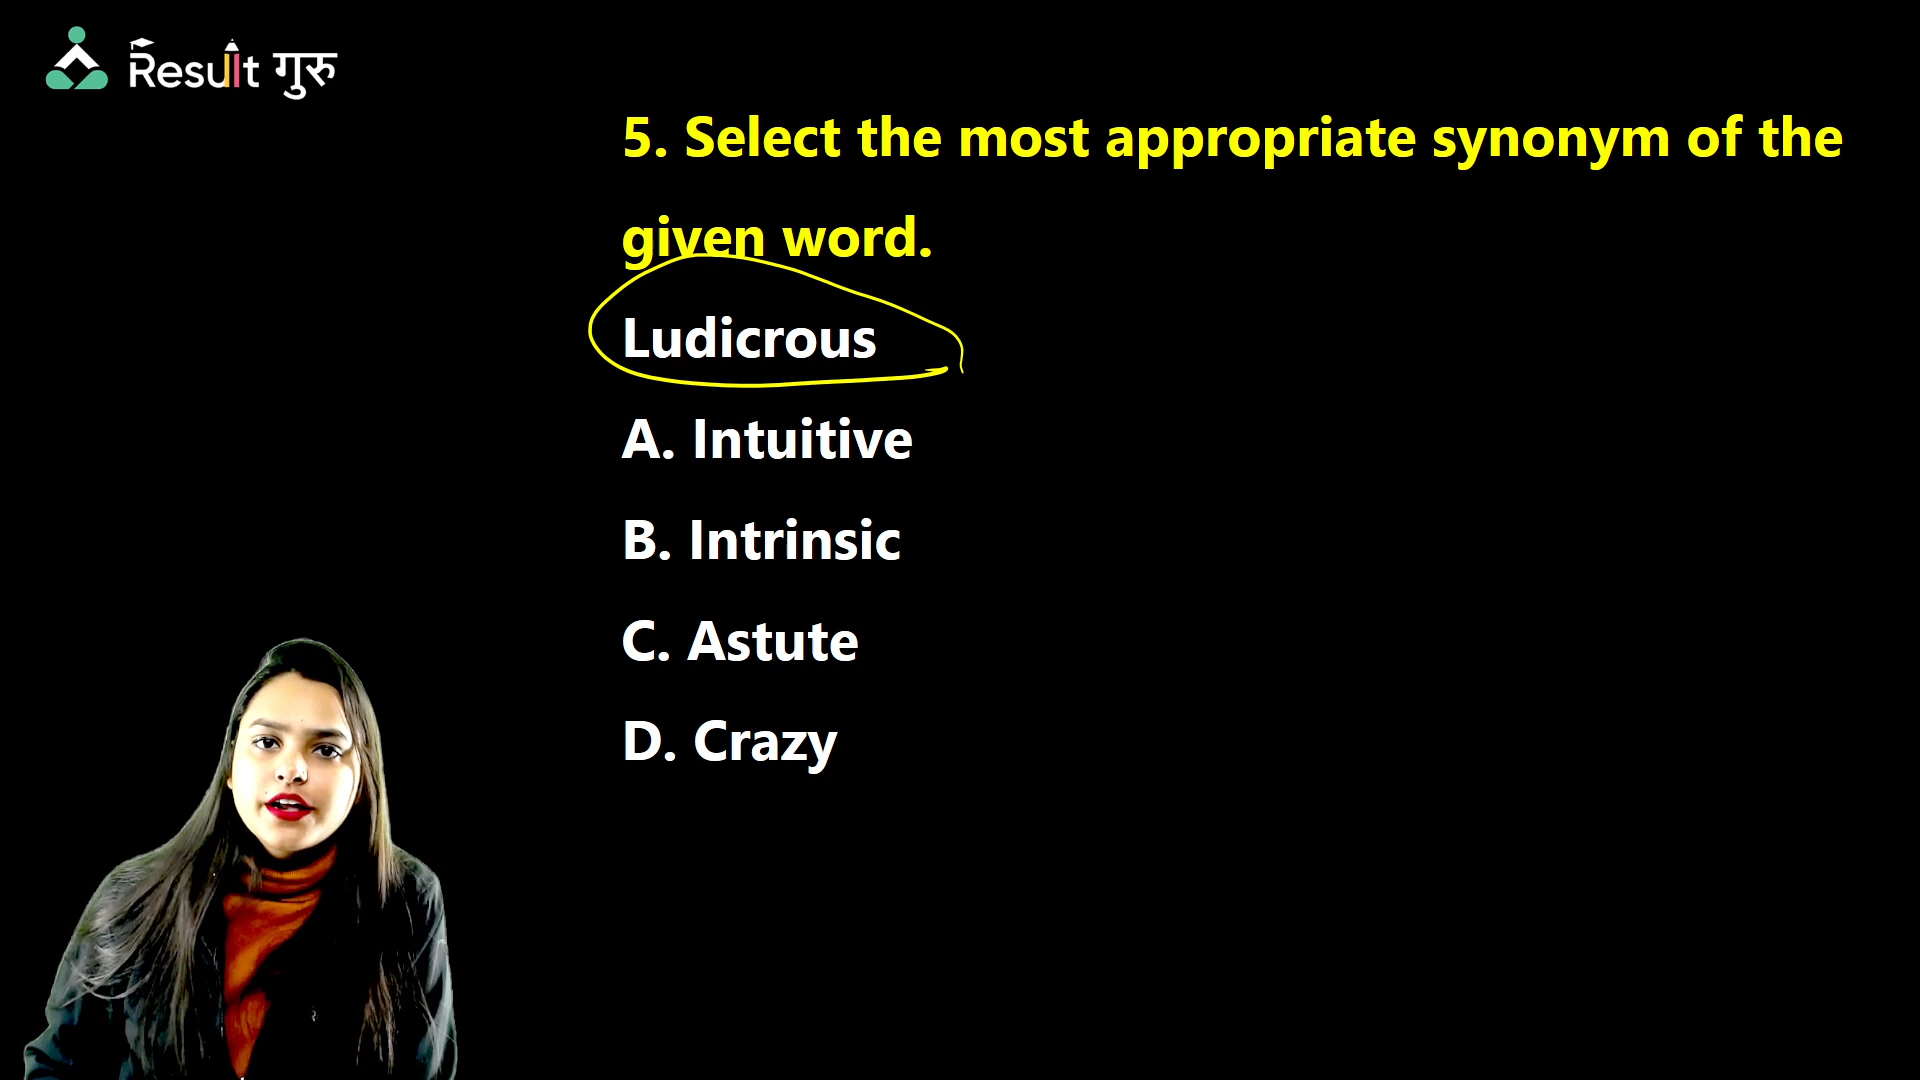 Result गुरु
5. Select the most appropriate synonym of the
given word.
Ludicrous
A. Intuitive
B. Intrinsic
C. Astute
D. Crazy